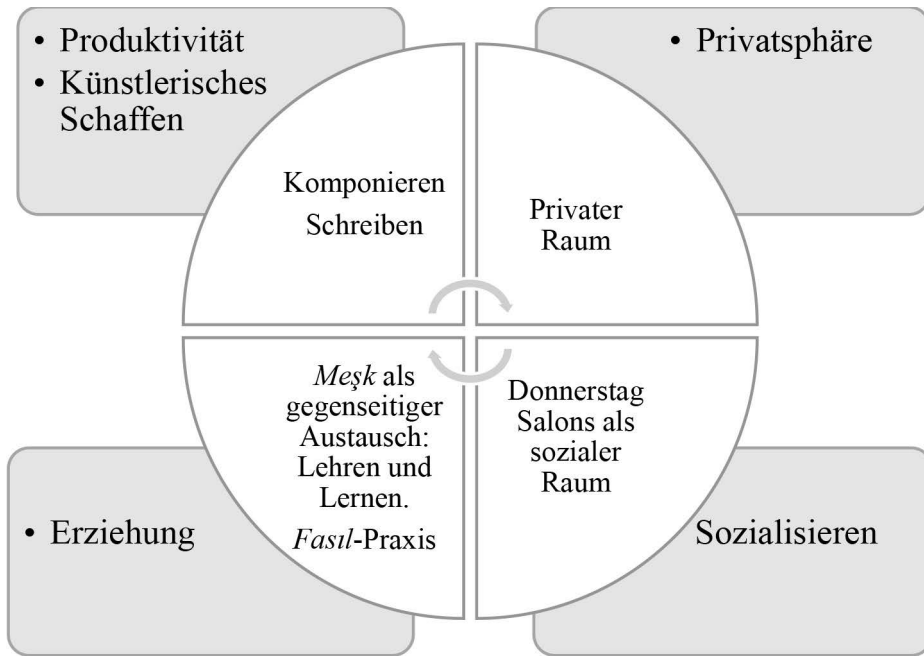 • Produktivität
• Künstlerisches
Schaffen
• Privatsphäre
Komponieren
Schreiben
Privater
Raum
Meşk als
gegenseitiger
Austausch:
Lehren und
Lernen.
Fasıl-Praxis
Donnerstag
Salons als
sozialer
Raum
• Erziehung
Sozialisieren